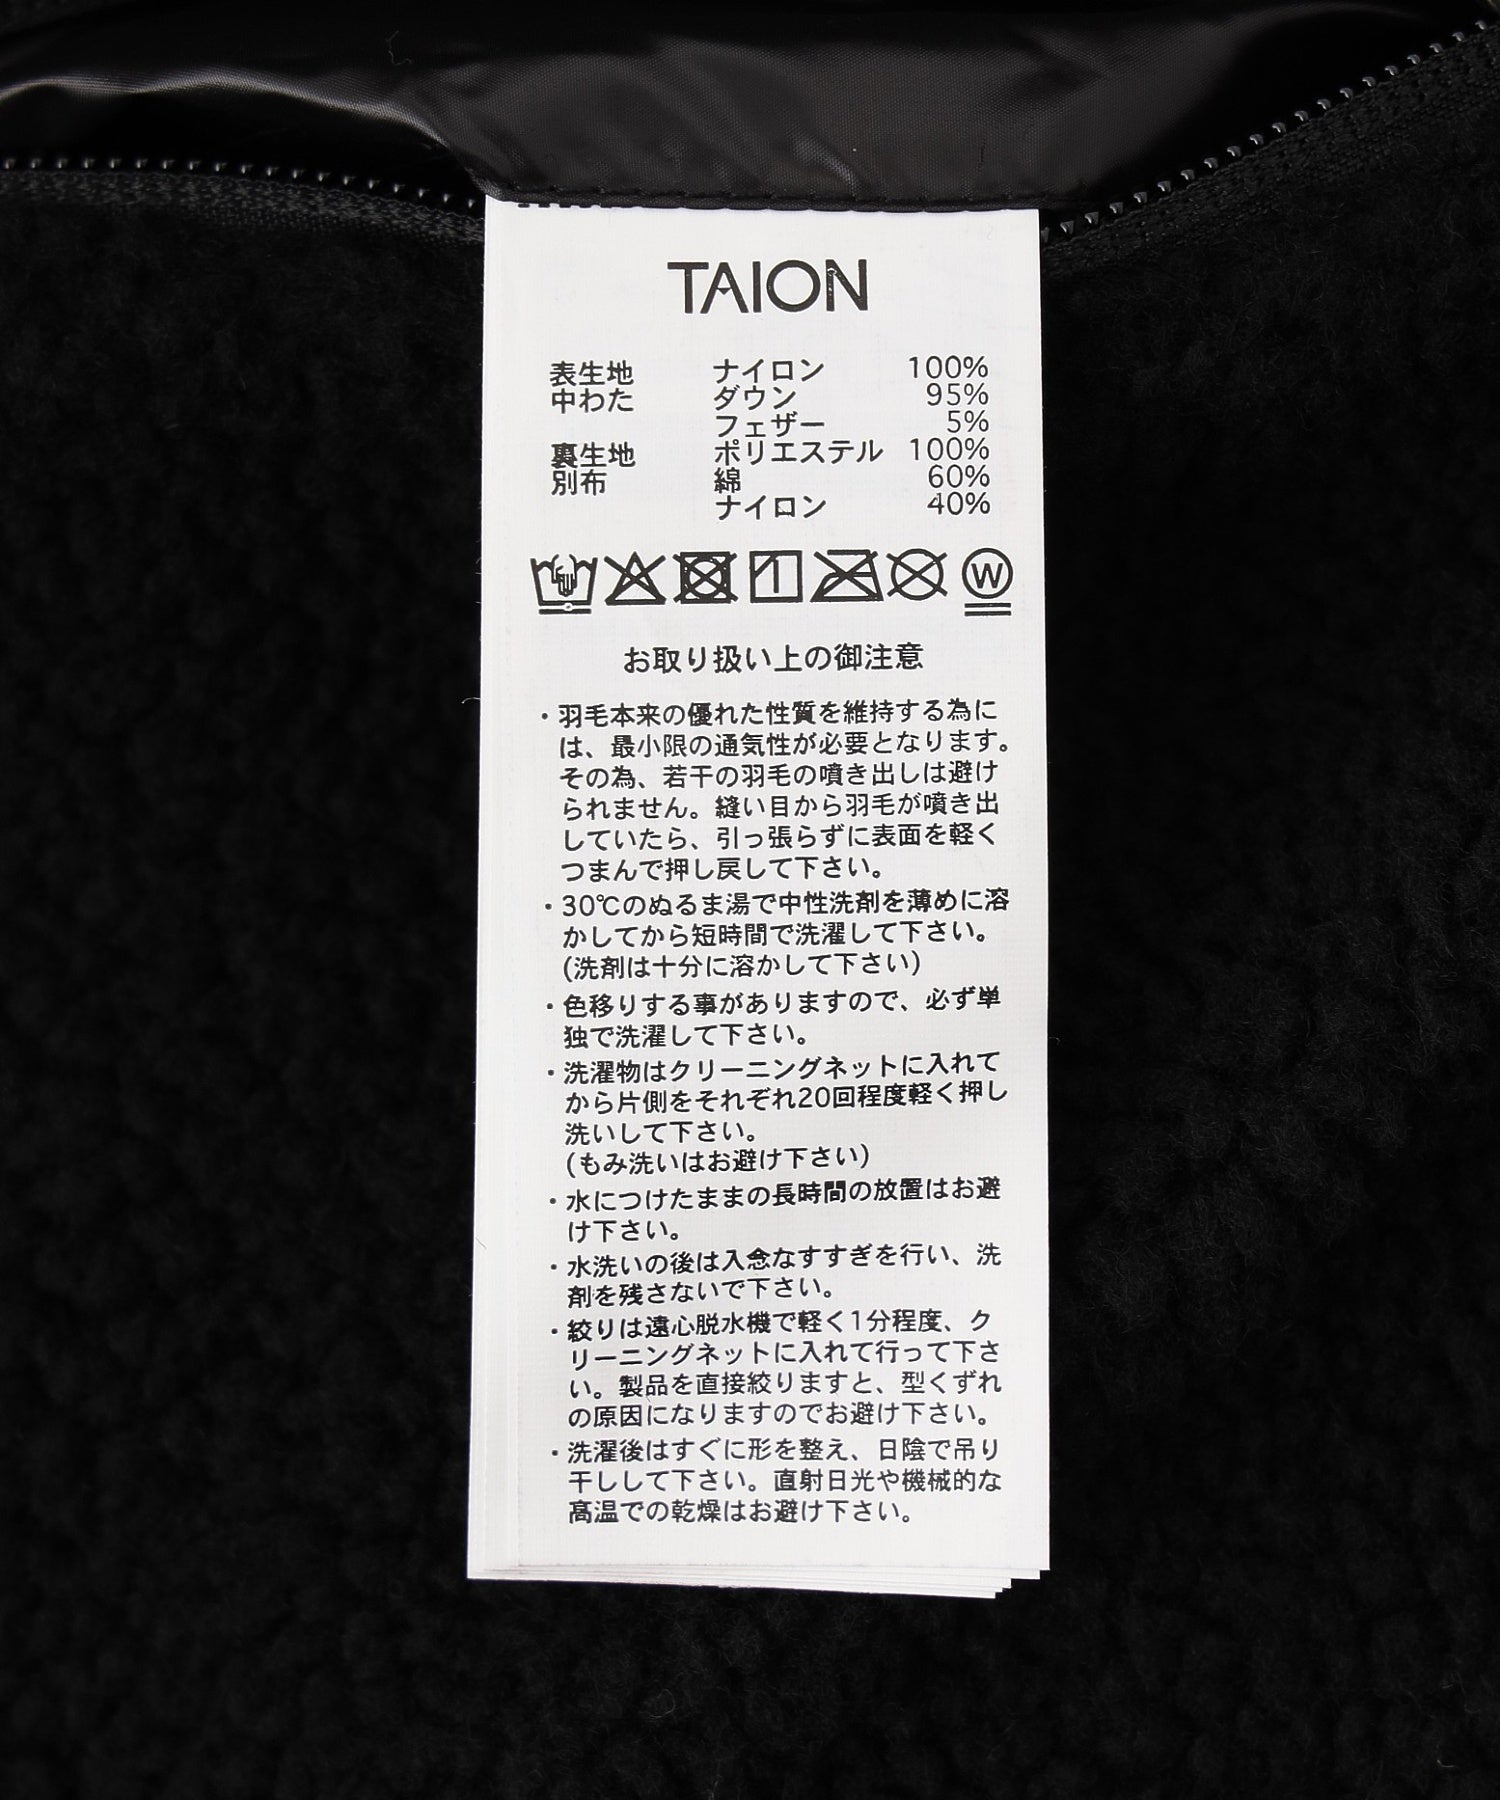 TAION
表生地 ナイロン 100%
中わた ダウン 95%
フェザー 5%
裏生地 ポリエステル 100%
別布 綿 60%
ナイロン 40%
W
お取り扱い上の御注意
・羽毛本来の優れた性質を維持する為に
は、最小限の通気性が必要となります。
その為、若干の羽毛の噴き出しは避け
られません。縫い目から羽毛が噴き出
していたら、引っ張らずに表面を軽く
つまんで押し戻して下さい。
・30℃のぬるま湯で中性洗剤を薄めに溶
かしてから短時間で洗濯して下さい。
(洗剤は十分に溶かして下さい)
・色移りする事がありますので、必ず単
独で洗濯して下さい。
・洗濯物はクリーニングネットに入れて
から片側をそれぞれ20回程度軽く押し
洗いして下さい。
(もみ洗いはお避け下さい)
・水につけたままの長時間の放置はお避
け下さい。
・水洗いの後は入念なすすぎを行い、洗
剤を残さないで下さい。
・絞りは遠心脱水機で軽く1分程度、ク
リーニングネットに入れて行って下さ
い。製品を直接絞りますと、型くずれ
の原因になりますのでお避け下さい。
・洗濯後はすぐに形を整え、日陰で吊り
干しして下さい。直射日光や機械的な
高温での乾燥はお避け下さい。